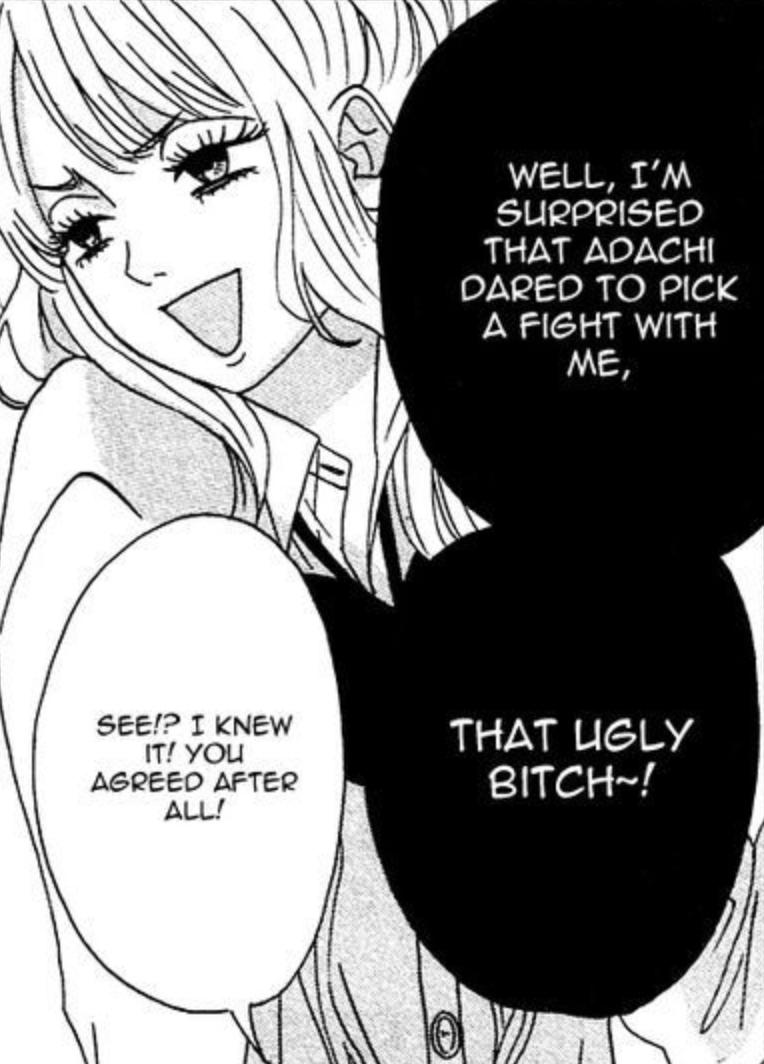 WELL, I'M
SURPRISED
THAT ADACHI
DARED TO PICK
A FIGHT WITH
ME,
THAT UGLY
BITCH~!
SEE!? I KNEW
IT! YOU
AGREED AFTER
ALL!